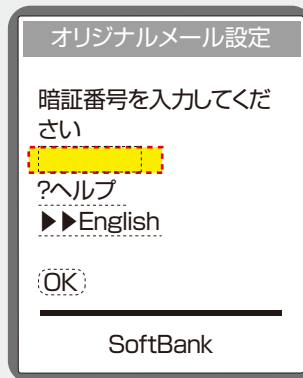 オリジナルメール設定
暗証番号を入力してくだ
さい
?ヘルプ
▶▶English
OK
SoftBank